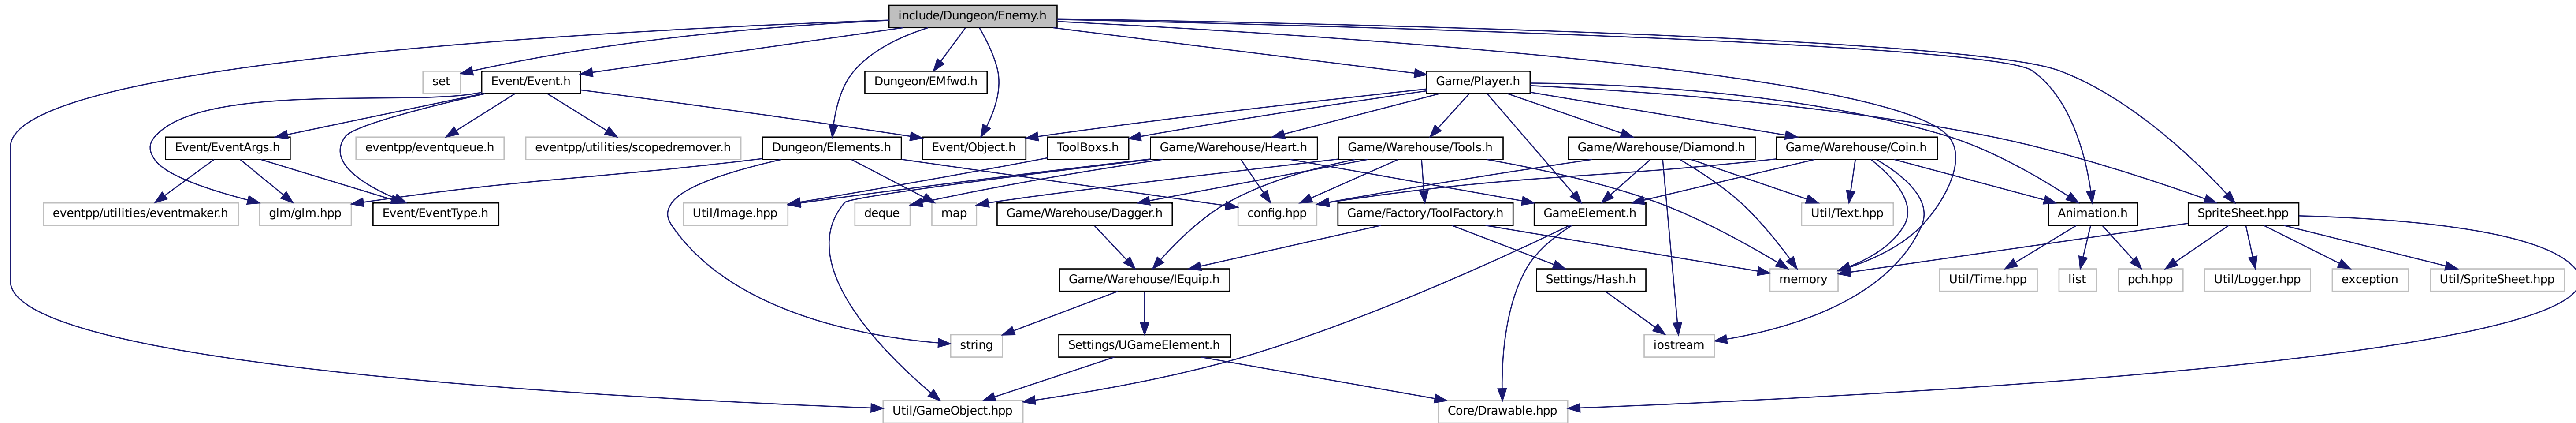 include/Dungeon/Enemy.h
set
Event/Event.h
Dungeon/EMfwd.h
Game/Player.h
Event/EventArgs.h
eventpp/eventqueue.h
eventpp/utilities/scopedremover.h
Dungeon/Elements.h
Event/Object.h
ToolBoxs.h
Game/Warehouse/Heart.h
Game/Warehouse/Tools.h
Game/Warehouse/Diamond.h
Game/Warehouse/Coin.h
eventpp/utilities/eventmaker.h
glm/glm.hpp
Event/EventType.h
Util/Image.hpp
deque
map
Game/Warehouse/Dagger.h
config.hpp
Game/Factory/ToolFactory.h
GameElement.h
Util/Text.hpp
Animation.h
SpriteSheet.hpp
Game/Warehouse/IEquip.h
Settings/Hash.h
memory
Util/Time.hpp
list
pch.hpp
Util/Logger.hpp
exception
Util/SpriteSheet.hpp
string
Settings/UGameElement.h
iostream
Util/GameObject.hpp
Core/Drawable.hpp